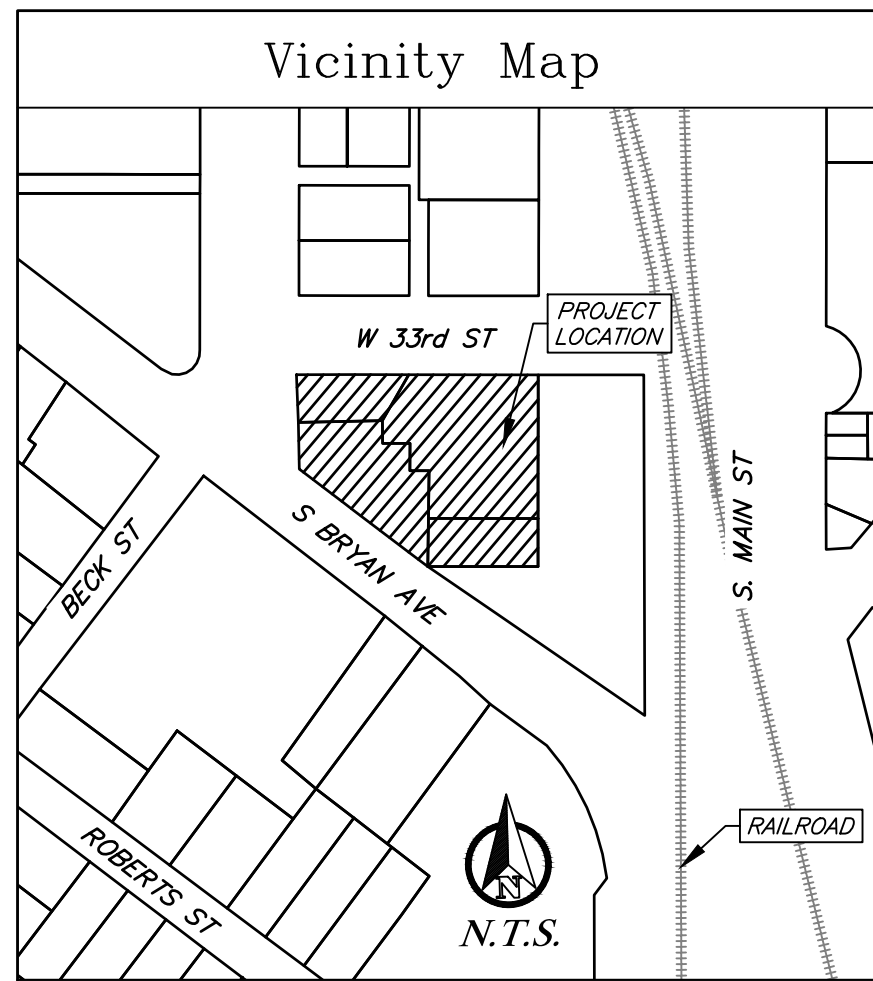 Vicinity Map
PROJECT
LOCATION
W 33rd ST
S BRYAN AVE
S. MAIN ST
BECK ST
ROBERTS ST
RAILROAD
N
N.T.S.